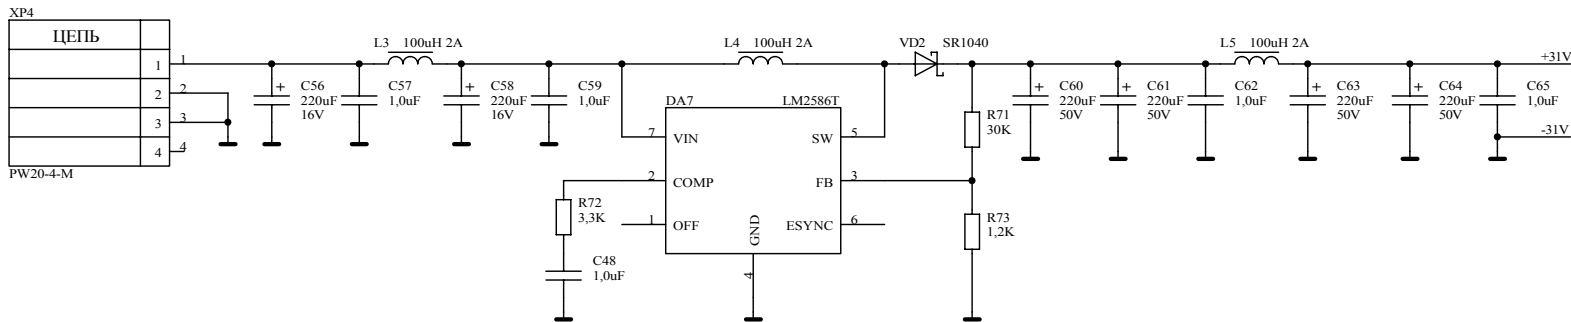 XP4
ЦЕПЬ
1
1
2
2
3
3
4
4
PW20-4-M
L3 100uH 2A
C56
220uF
16V
C57
1,0uF
C58
220uF
16V
C59
1,0uF
L4 100uH 2A
VD2 SR1040
DA7 LM2586T
7 VIN
SW 5
2 COMP
FB 3
1 OFF
ESYNC 6
GND
4
R72
3,3K
C48
1,0uF
R71
30K
R73
1,2K
C60
220uF
50V
C61
220uF
50V
C62
1,0uF
L5 100uH 2A
C63
220uF
50V
C64
220uF
50V
C65
1,0uF
+31V
-31V